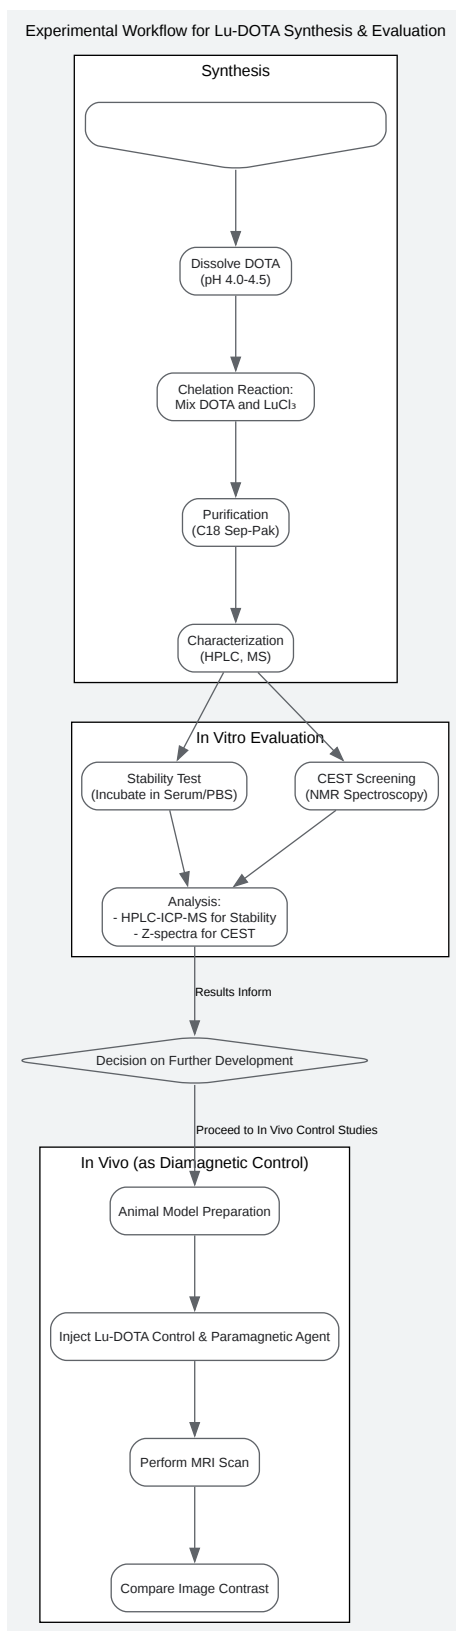 Experimental Workflow for Lu-DOTA Synthesis & Evaluation
Synthesis
Dissolve DOTA
(pH 4.0-4.5)
Chelation Reaction:
Mix DOTA and LuCl₃
Purification
(C18 Sep-Pak)
Characterization
(HPLC, MS)
In Vitro Evaluation
Stability Test
(Incubate in Serum/PBS)
CEST Screening
(NMR Spectroscopy)
Analysis:
- HPLC-ICP-MS for Stability
- Z-spectra for CEST
Results Inform
Decision on Further Development
Proceed to In Vivo Control Studies
In Vivo (as Diamagnetic Control)
Animal Model Preparation
Inject Lu-DOTA Control & Paramagnetic Agent
Perform MRI Scan
Compare Image Contrast